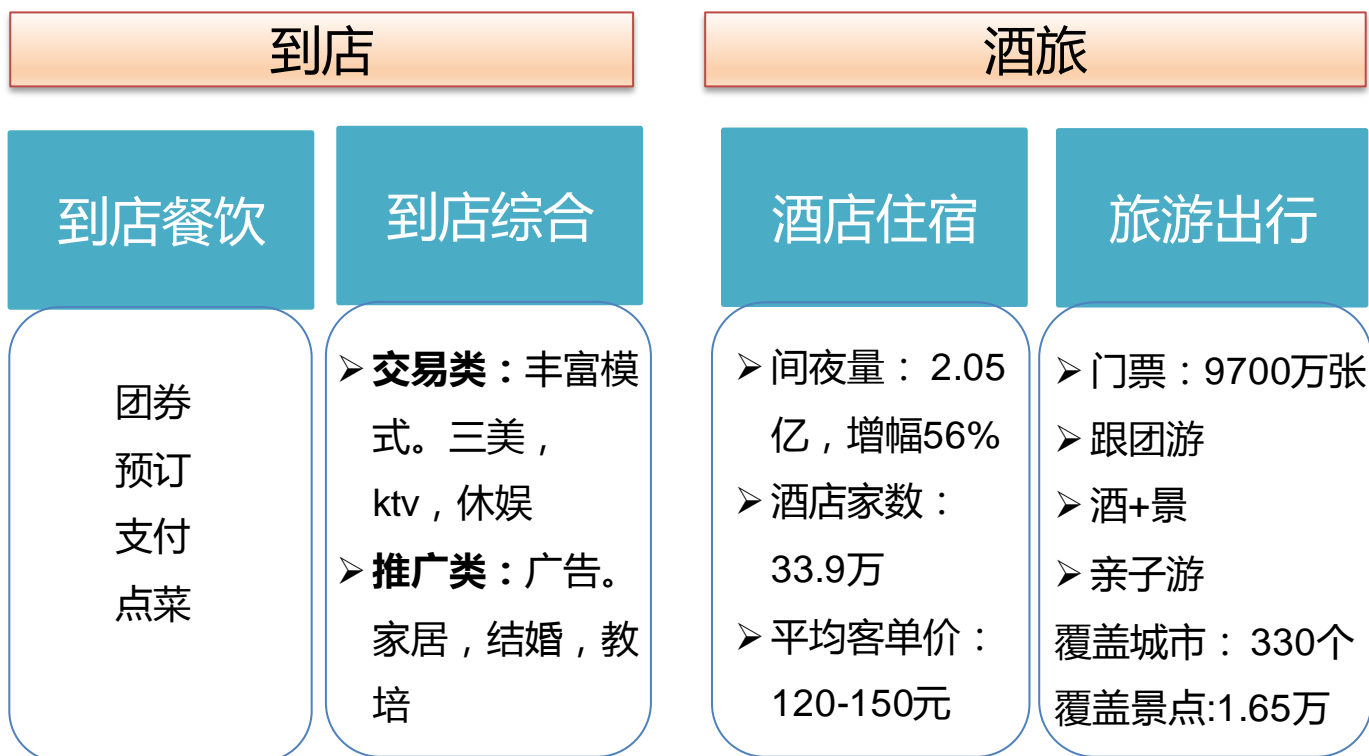 到店
酒旅
到店餐饮
到店综合
酒店住宿
旅游出行
团券
预订
支付
点菜
➢ 交易类：丰富模
式。三美，
ktv，休娱
➢ 推广类：广告。
家居，结婚，教
培
➢ 间夜量： 2.05
亿，增幅56%
➢ 酒店家数：
33.9万
➢ 平均客单价：
120-150元
➢ 门票：9700万张
➢ 跟团游
➢ 酒+景
➢ 亲子游
覆盖城市： 330个
覆盖景点:1.65万